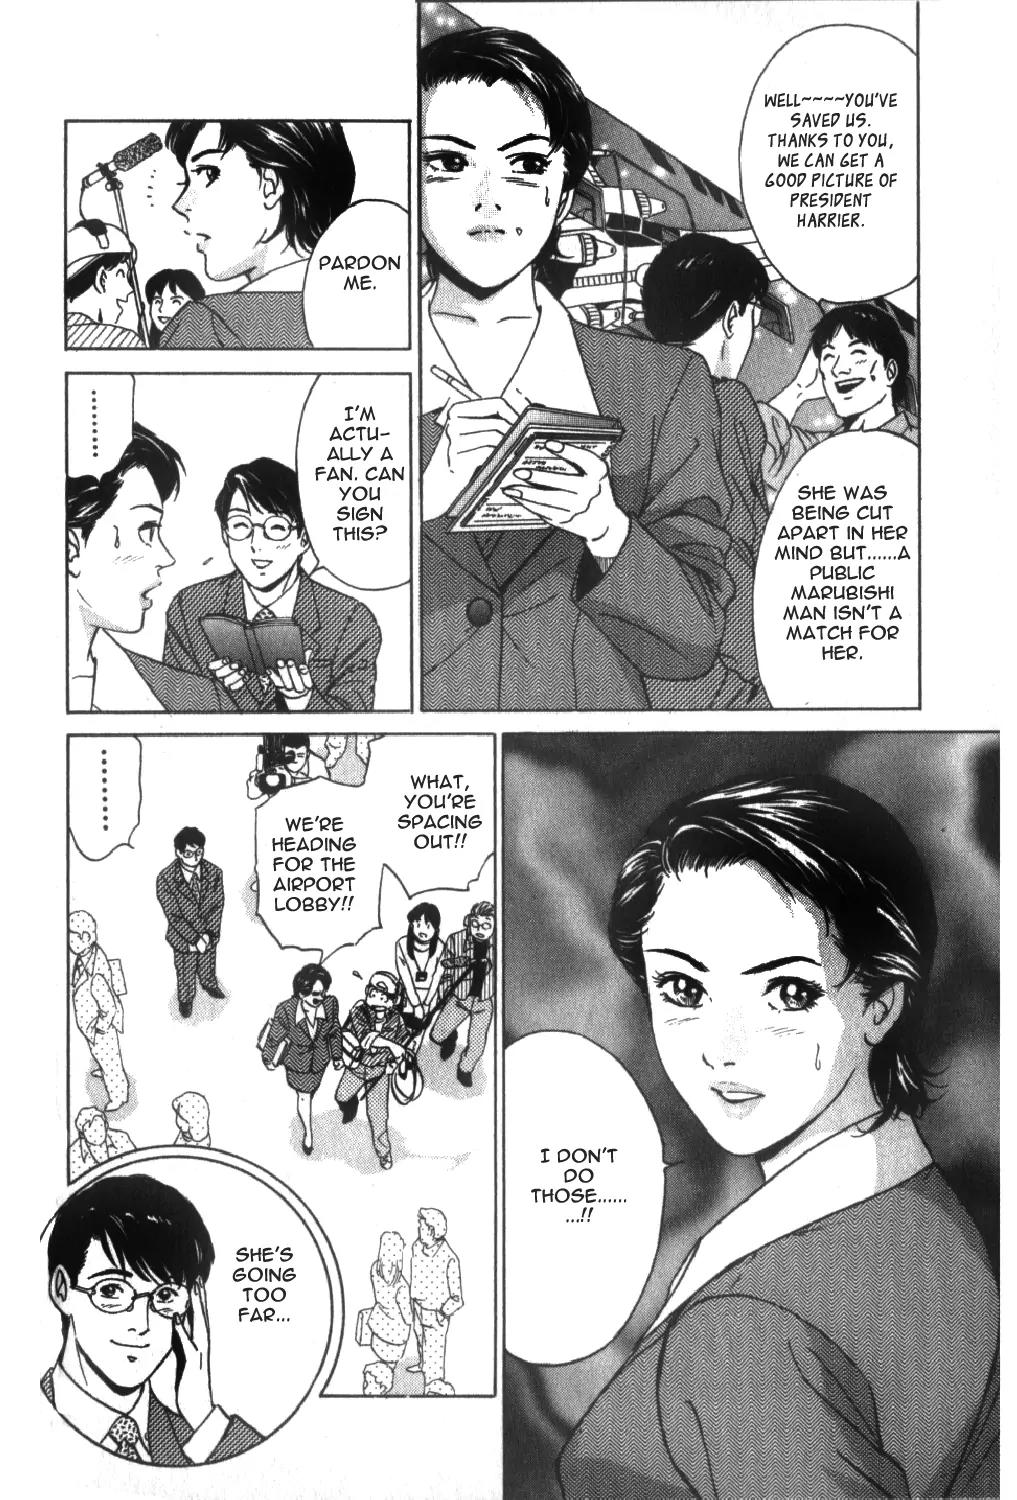 WELL~~~~YOU'VE
SAVED US.
THANKS TO YOU,
WE CAN GET A
GOOD PICTURE OF
PRESIDENT
HARRIER.
SHE WAS
BEING CUT
APART IN HER
MIND BUT......A
PUBLIC
MARUBISHI
MAN ISN'T A
MATCH FOR
HER.
PARDON
ME.
I'M
ACTU-
ALLY A
FAN. CAN
YOU
SIGN
THIS?
I DON'T
DO
THOSE......
...!!
WHAT,
YOU'RE
SPACING
OUT!!
WE'RE
HEADING
FOR THE
AIRPORT
LOBBY!!
SHE'S
GOING
TOO
FAR...